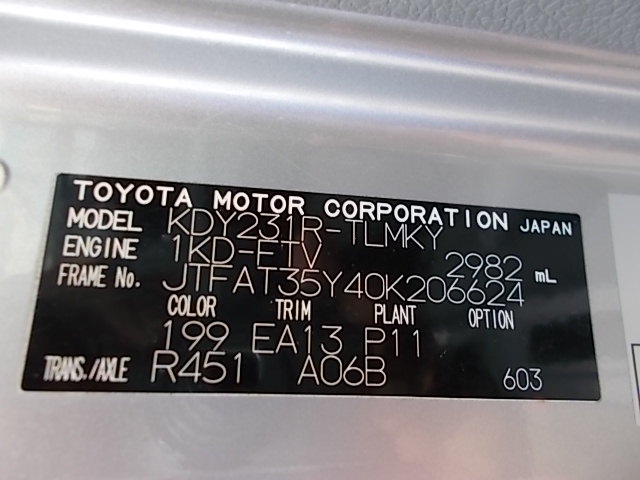 TOYOTA MOTOR CORPORATION JAPAN
MODEL KDY231R-TLMKY
ENGINE 1KD-FTV 2982 mL
FRAME No. JTFAT35Y40K206624
COLOR TRIM PLANT OPTION
199 EA13 P11
TRANS./AXLE R451 A06B 603